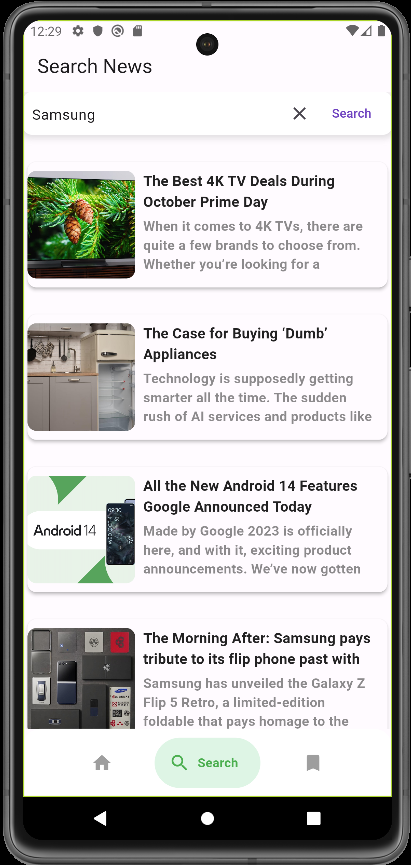 12:29
Search News
Samsung
Search
The Best 4K TV Deals During
October Prime Day
When it comes to 4K TVs, there are
quite a few brands to choose from.
Whether you're looking for a
The Case for Buying ‘Dumb’
Appliances
Technology is supposedly getting
smarter all the time. The sudden
rush of AI services and products like
Android 14
All the New Android 14 Features
Google Announced Today
Made by Google 2023 is officially
here, and with it, exciting product
announcements. We've now gotten
The Morning After: Samsung pays
tribute to its flip phone past with
Samsung has unveiled the Galaxy Z
Flip 5 Retro, a limited-edition
foldable that pays homage to the
Search